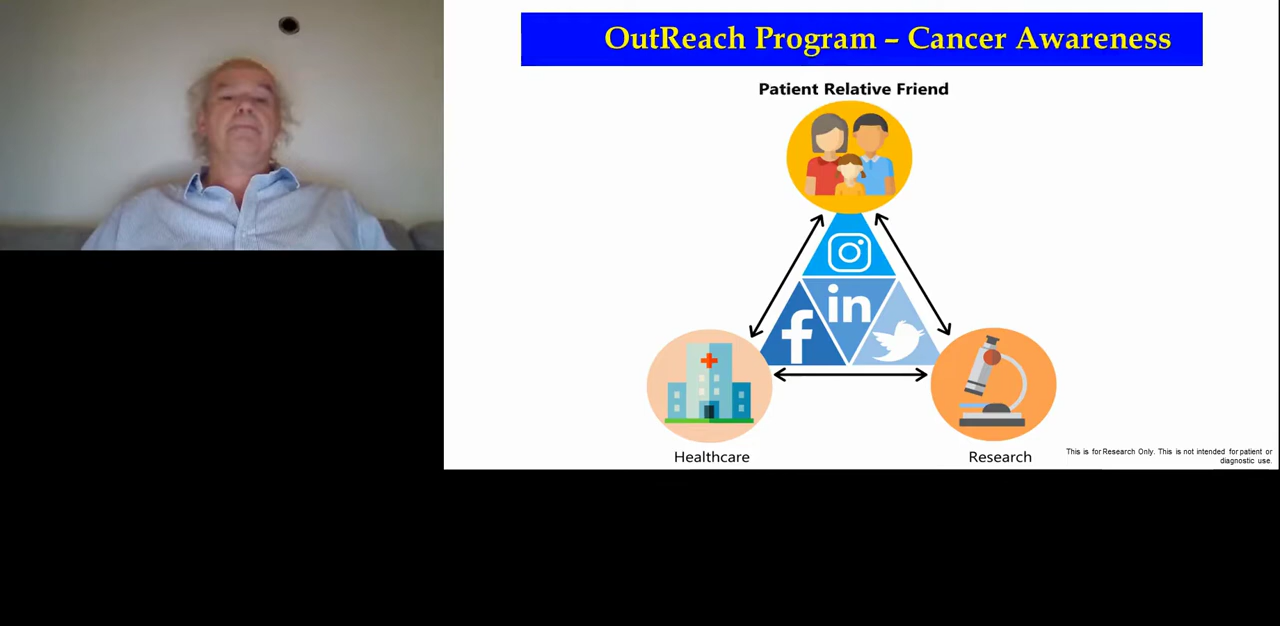 OutReach Program – Cancer Awareness
Patient Relative Friend
in
f
Healthcare
Research
This is for Research Only. This is not intended for patient or
diagnostic use.